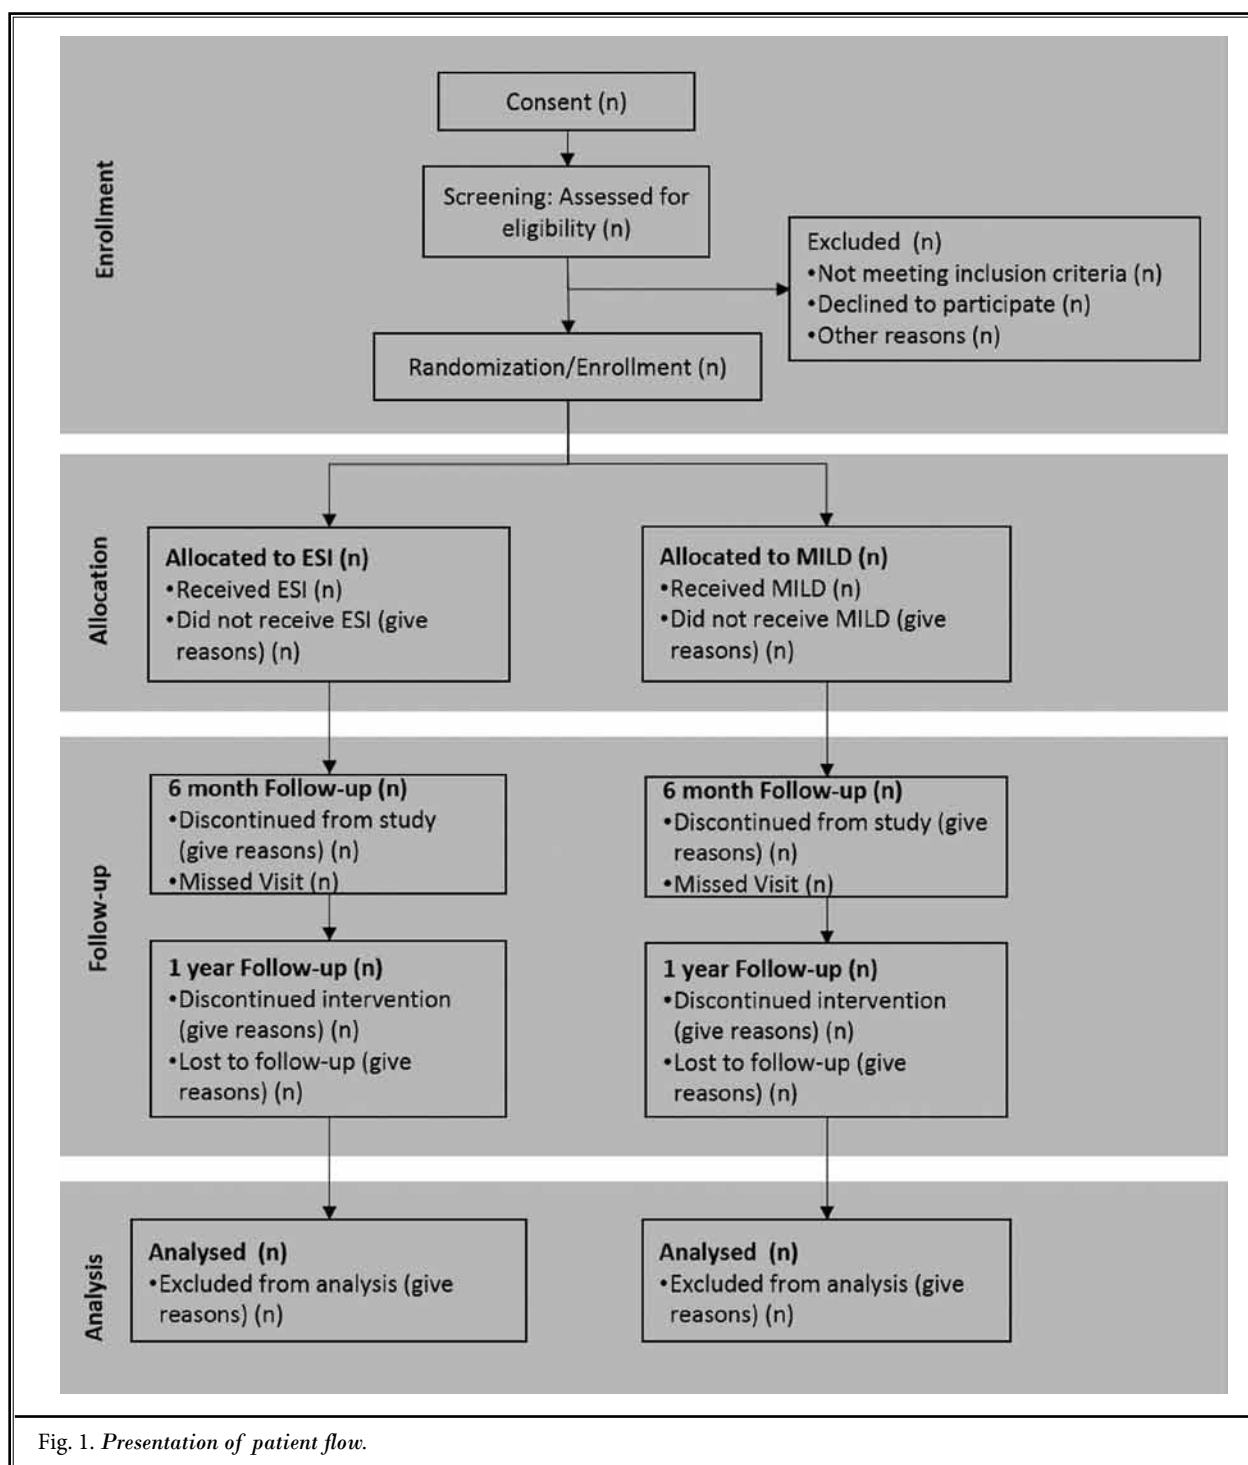 Enrollment
Consent (n)
Screening: Assessed for
eligibility (n)
Excluded (n)
•Not meeting inclusion criteria (n)
•Declined to participate (n)
•Other reasons (n)
Randomization/Enrollment (n)
Allocation
Allocated to ESI (n)
•Received ESI (n)
•Did not receive ESI (give
reasons) (n)
Allocated to MILD (n)
•Received MILD (n)
•Did not receive MILD (give
reasons) (n)
Follow-up
6 month Follow-up (n)
•Discontinued from study
(give reasons) (n)
•Missed Visit (n)
6 month Follow-up (n)
•Discontinued from study (give
reasons) (n)
•Missed Visit (n)
1 year Follow-up (n)
•Discontinued intervention
(give reasons) (n)
•Lost to follow-up (give
reasons) (n)
1 year Follow-up (n)
•Discontinued intervention
(give reasons) (n)
•Lost to follow-up (give
reasons) (n)
Analysis
Analysed (n)
•Excluded from analysis (give
reasons) (n)
Analysed (n)
•Excluded from analysis (give
reasons) (n)
Fig. 1. Presentation of patient flow.